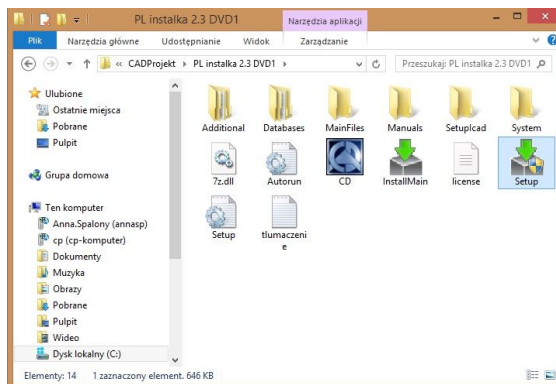 PL instalka 2.3 DVD1
Narzędzia aplikacji
Plik
Narzędzia główne
Udostępnianie
Widok
Zarządzanie
« CADProjekt
PL instalka 2.3 DVD1
Przeszukaj: PL instalka 2.3 DVD1
Ulubione
Ostatnie miejsca
Pobrane
Pulpit
Grupa domowa
Ten komputer
Anna.Spalony (annasp)
cp (cp-komputer)
Dokumenty
Muzyka
Obrazy
Pobrane
Pulpit
Wideo
Dysk lokalny (C:)
Additional
Databases
MainFiles
Manuals
SetupIcad
System
7z.dll
Autorun
CD
InstallMain
license
Setup
Setup
tlumaczeni
e
Elementy: 14
1 zaznaczony element. 646 KB